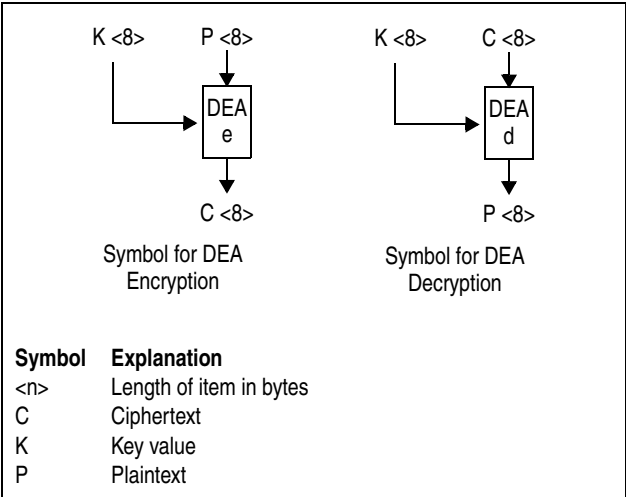 K <8> P <8> K <8> C <8>
DEA DEA
e d
C <8> P <8>
Symbol for DEA Symbol for DEA
Encryption Decryption
Symbol Explanation
<n> Length of item in bytes
C Ciphertext
K Key value
P Plaintext